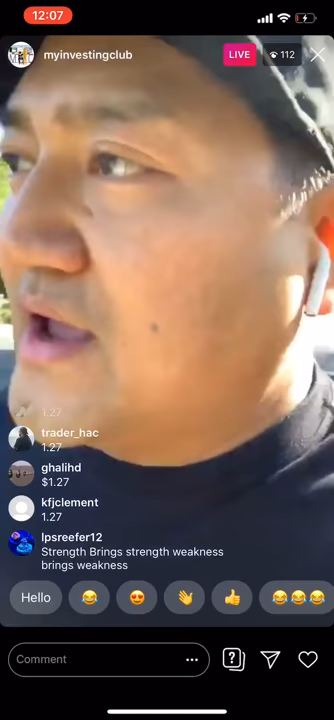 12:07
myinvestingclub
LIVE
112
1.27
trader_hac
1.27
ghalihd
$1.27
kfjclement
1.27
lpsreefer12
Strength Brings strength weakness
brings weakness
Hello
Comment